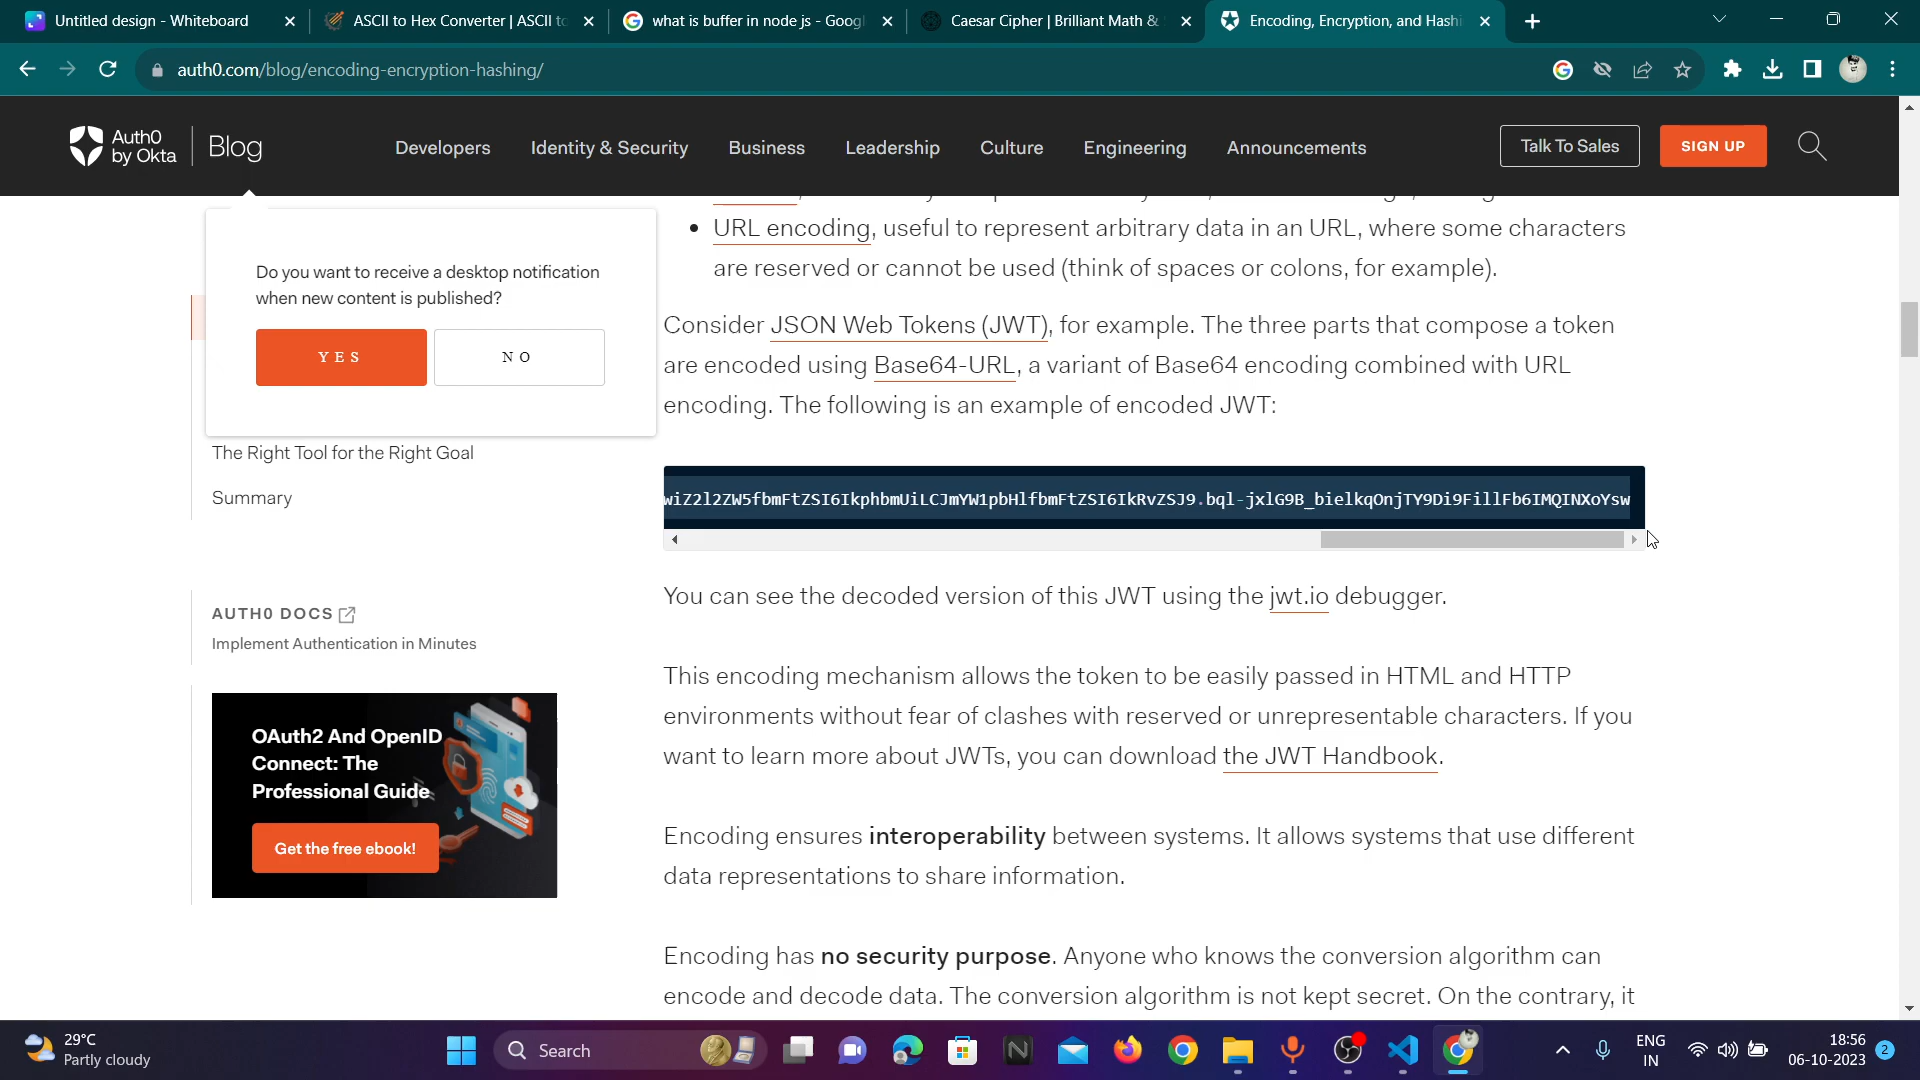 Untitled design - Whiteboard
ASCII to Hex Converter | ASCII to
what is buffer in node js - Googl
Caesar Cipher | Brilliant Math &
Encoding, Encryption, and Hashi
auth0.com/blog/encoding-encryption-hashing/
Auth0
by Okta
Blog
Developers
Identity & Security
Business
Leadership
Culture
Engineering
Announcements
Talk To Sales
SIGN UP
Do you want to receive a desktop notification
when new content is published?
YES
NO
The Right Tool for the Right Goal
Summary
AUTH0 DOCS
Implement Authentication in Minutes
OAuth2 And OpenID
Connect: The
Professional Guide
Get the free ebook!
• URL encoding, useful to represent arbitrary data in an URL, where some characters
are reserved or cannot be used (think of spaces or colons, for example).
Consider JSON Web Tokens (JWT), for example. The three parts that compose a token
are encoded using Base64-URL, a variant of Base64 encoding combined with URL
encoding. The following is an example of encoded JWT:
wiZ2l2ZW5fbmFtZSI6IkphbmUiLCJmYW1pbHlfbmFtZSI6IkRvZSJ9.bql-jxlG9B_bielkqOnjTY9Di9FillFb6IMQINXoYsw
You can see the decoded version of this JWT using the jwt.io debugger.
This encoding mechanism allows the token to be easily passed in HTML and HTTP
environments without fear of clashes with reserved or unrepresentable characters. If you
want to learn more about JWTs, you can download the JWT Handbook.
Encoding ensures interoperability between systems. It allows systems that use different
data representations to share information.
Encoding has no security purpose. Anyone who knows the conversion algorithm can
encode and decode data. The conversion algorithm is not kept secret. On the contrary, it
29°C
Partly cloudy
Search
ENG
IN
18:56
06-10-2023
2